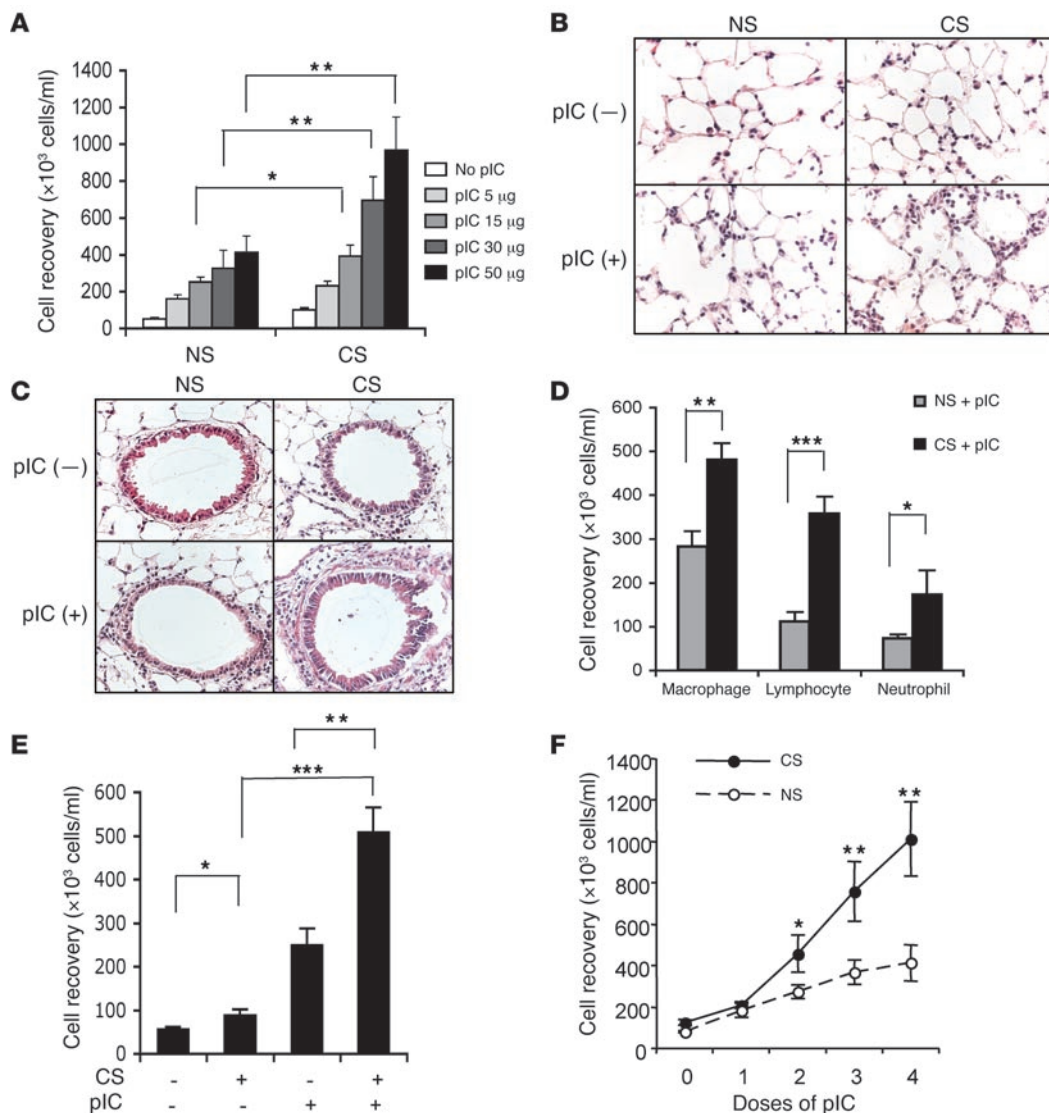 A
Cell recovery (×10³ cells/ml)
1400
1200
1000
800
600
400
200
0
**
**
*
No pIC
pIC 5 µg
pIC 15 µg
pIC 30 µg
pIC 50 µg
NS CS
B
NS CS
pIC (—)
pIC (+)
C
NS CS
pIC (—)
pIC (+)
D
Cell recovery (×10³ cells/ml)
600
500
400
300
200
100
0
**
***
*
NS + pIC
CS + pIC
Macrophage Lymphocyte Neutrophil
E
Cell recovery (×10³ cells/ml)
600
500
400
300
200
100
0
**
***
*
CS - + - +
pIC - - + +
F
Cell recovery (×10³ cells/ml)
1400
1200
1000
800
600
400
200
0
CS
NS
*
**
**
0 1 2 3 4
Doses of pIC